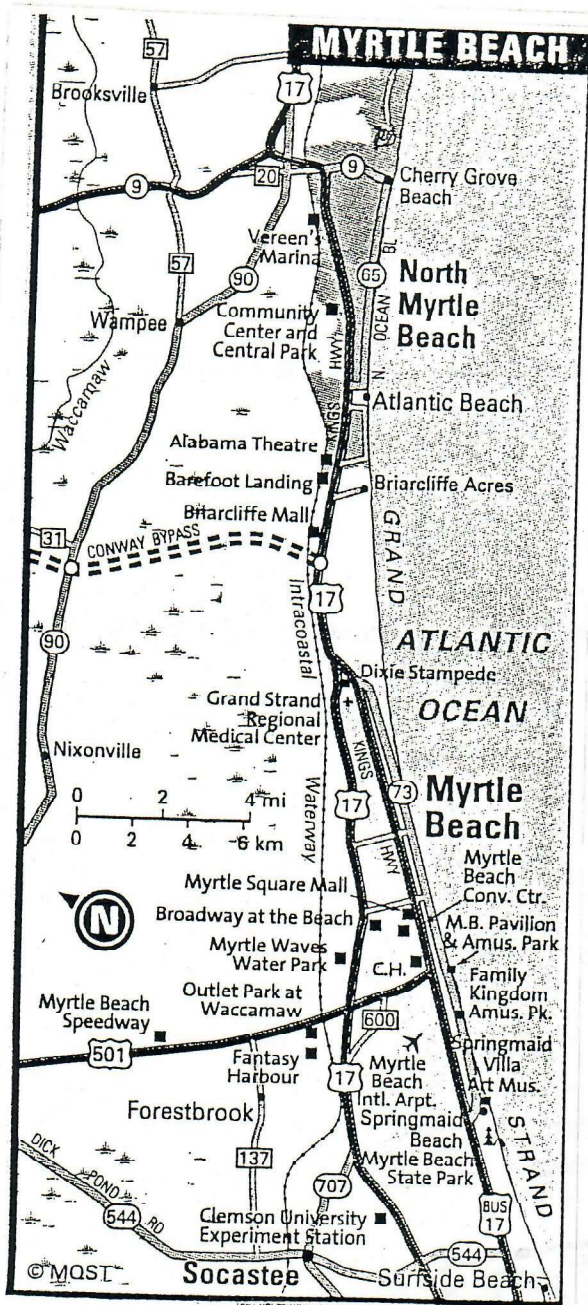 MYRTLE BEACH
57
17
Brooksville
9
20
9
Cherry Grove
Beach
Vereen's
Marina
57
90
65
North
Myrtle
Beach
N OCEAN BL
Community
Center and
Central Park
Wampee
KINGS HWY
Waccamaw
Atlantic Beach
Alabama Theatre
Barefoot Landing
Briarcliffe Acres
Briarcliffe Mall
31
CONWAY BYPASS
GRAND
17
90
Intracoastal
ATLANTIC
OCEAN
Dixie Stampede
Grand Strand
Regional
Medical Center
Nixonville
KINGS
0 2 4 mi
0 2 4 6 km
Waterway
17
73
Myrtle
Beach
HWY
N
Myrtle
Beach
Conv. Ctr.
Myrtle Square Mall
Broadway at the Beach
M.B. Pavilion
& Amus. Park
Myrtle Waves
Water Park
C.H.
Family
Kingdom
Amus. Pk.
Outlet Park at
Waccamaw
Myrtle Beach
Speedway
600
501
Fantasy
Harbour
17
Myrtle
Beach
Intl. Arpt.
Springmaid
Villa
Art Mus.
Springmaid
Beach
Forestbrook
Myrtle Beach
State Park
STRAND
137
DICK POND RD
544
707
BUS
17
Clemson University
Experiment Station
544
© MQST
Socastee
Surfside Beach